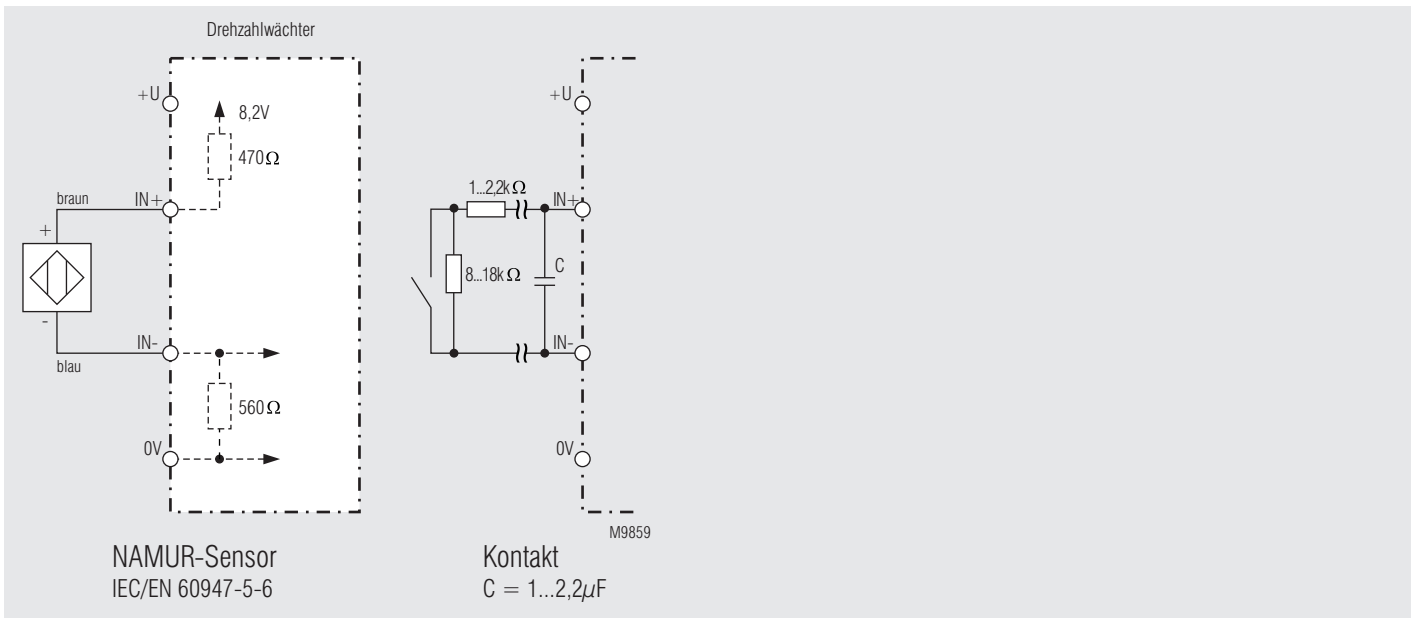 Drehzahlwächter
+U
8,2V
470Ω
braun
IN+
+
-
IN-
blau
560Ω
0V
NAMUR-Sensor
IEC/EN 60947-5-6
+U
1...2,2kΩ
IN+
8...18kΩ
C
IN-
0V
M9859
Kontakt
C = 1...2,2µF